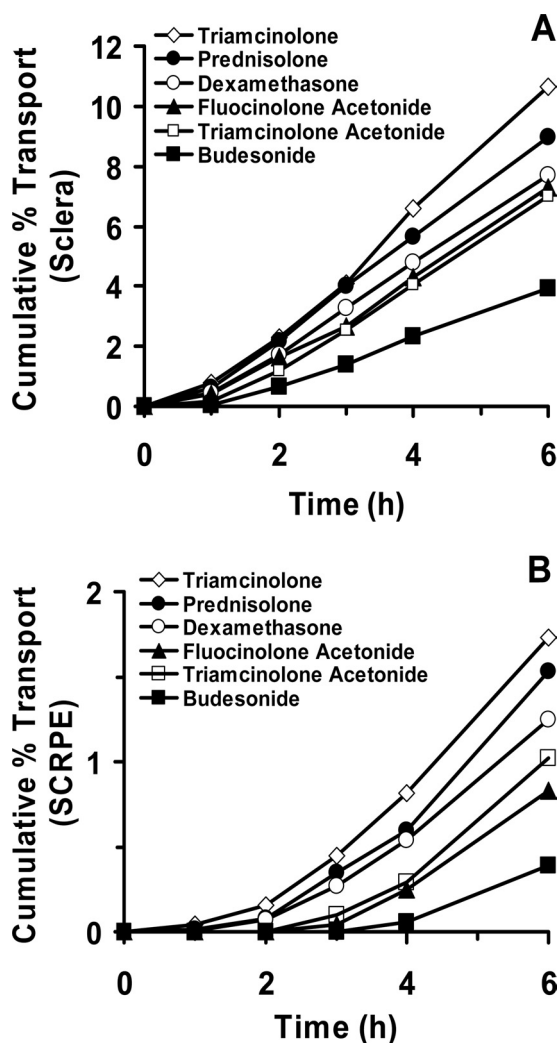 A
Triamcinolone
Prednisolone
Dexamethasone
Fluocinolone Acetonide
Triamcinolone Acetonide
Budesonide
Cumulative % Transport
(Sclera)
12
10
8
6
4
2
0
0 2 4 6
Time (h)
B
Triamcinolone
Prednisolone
Dexamethasone
Fluocinolone Acetonide
Triamcinolone Acetonide
Budesonide
Cumulative % Transport
(SCRPE)
2
1
0
0 2 4 6
Time (h)